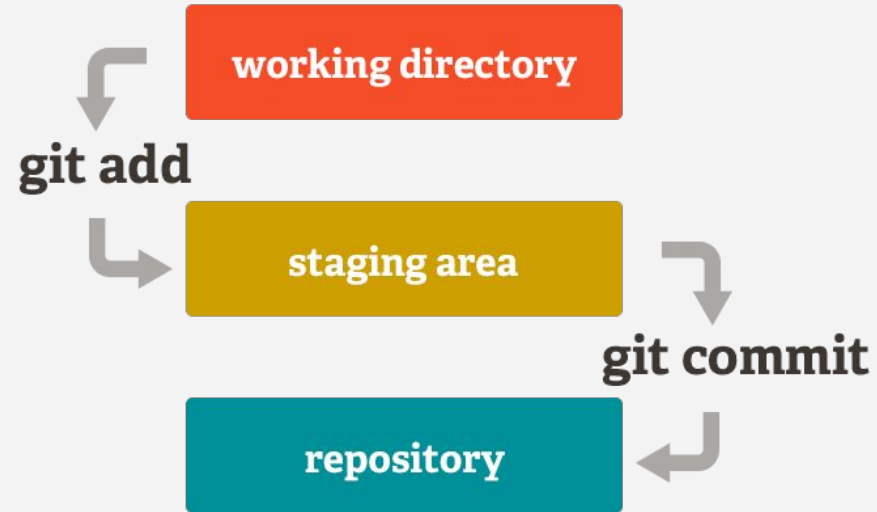 working directory
git add
staging area
git commit
repository